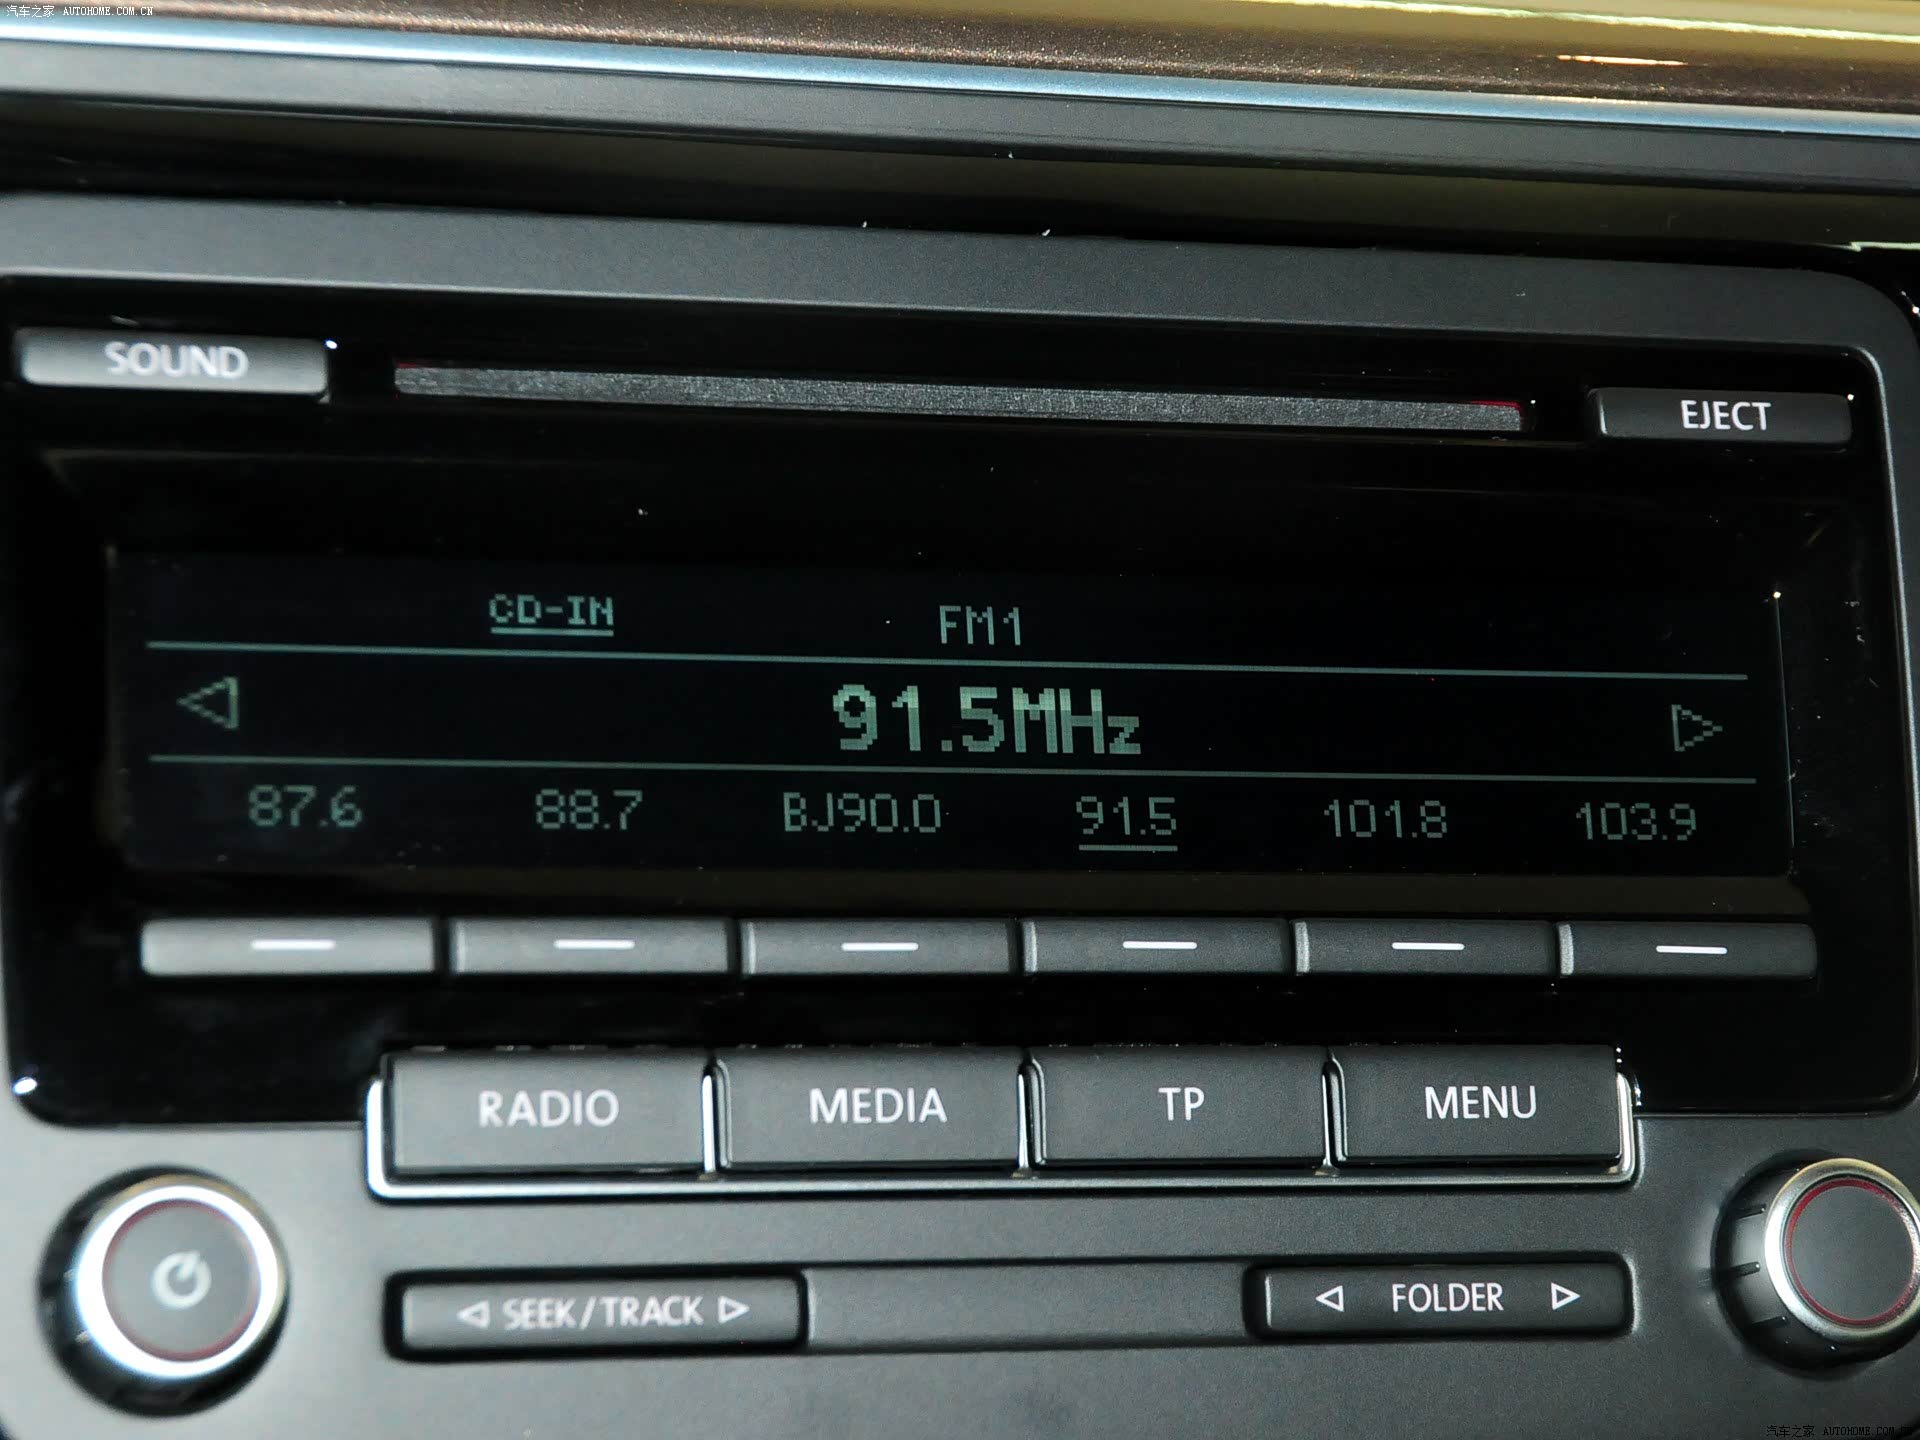 汽车之家 AUTOHOME.COM.CN
SOUND
EJECT
CD-IN FM1
91.5MHz
87.6 88.7 BJ90.0 91.5 101.8 103.9
RADIO MEDIA TP MENU
SEEK/TRACK FOLDER
汽车之家 AUTOHOME.COM.CN